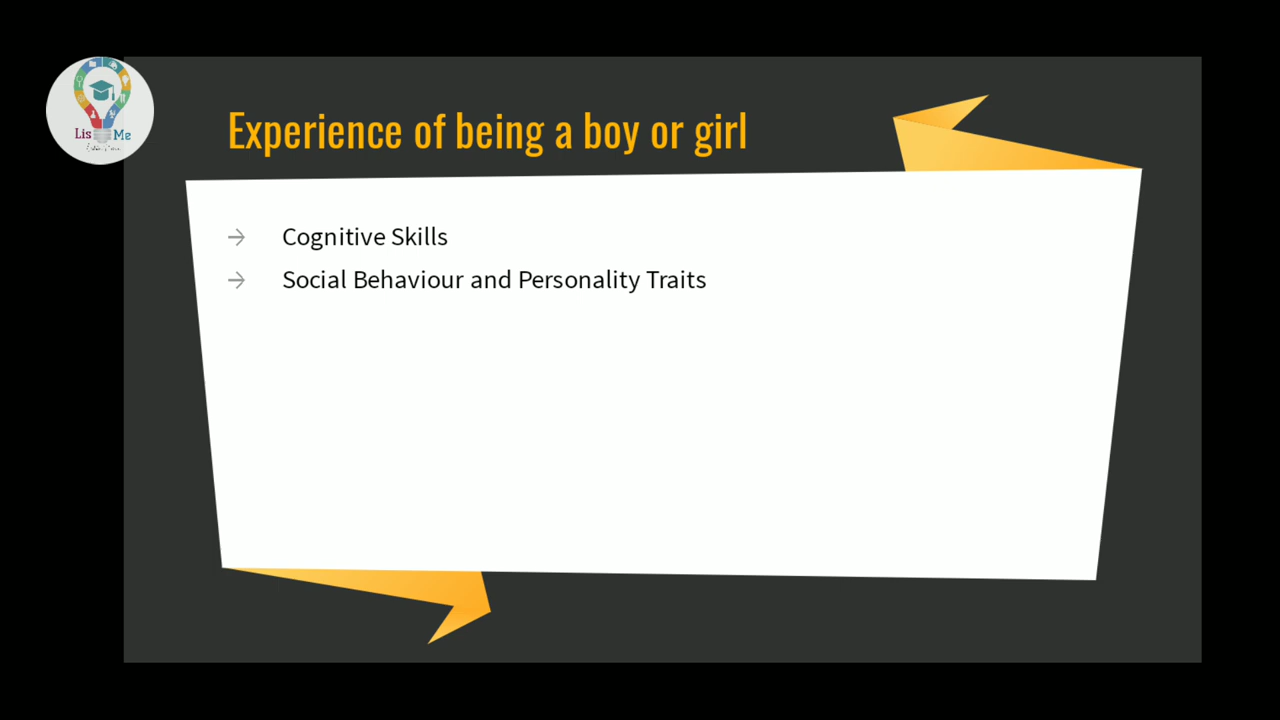 Lis Me
Experience of being a boy or girl
→ Cognitive Skills
→ Social Behaviour and Personality Traits